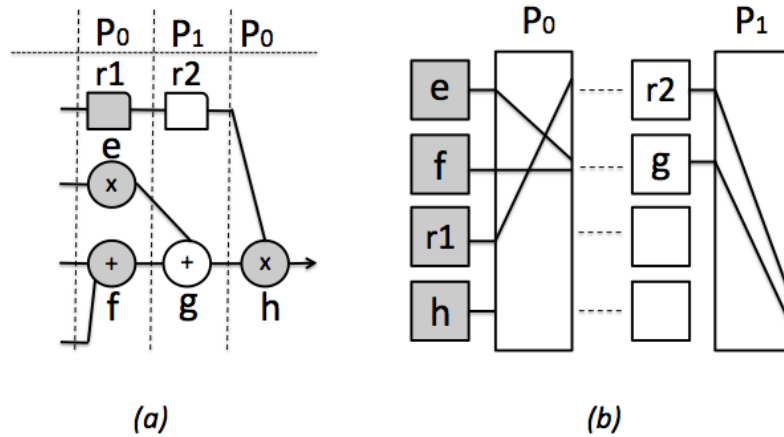 P0 P1 P0
r1 r2
e
x
+ + x
f g h
(a)
P0 P1
e r2
f g
r1
h
(b)